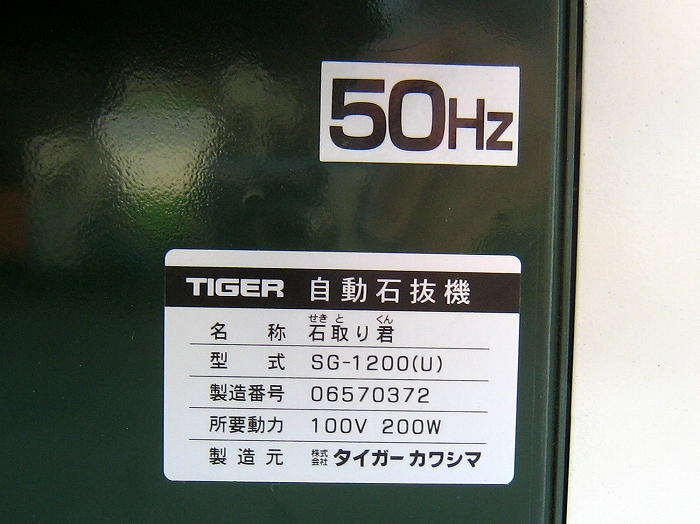 50Hz
TIGER 自動石抜機
せき と くん
名称 石取り君
型式 SG-1200(U)
製造番号 06570372
所要動力 100V 200W
製造元 株式会社 タイガーカワシマ